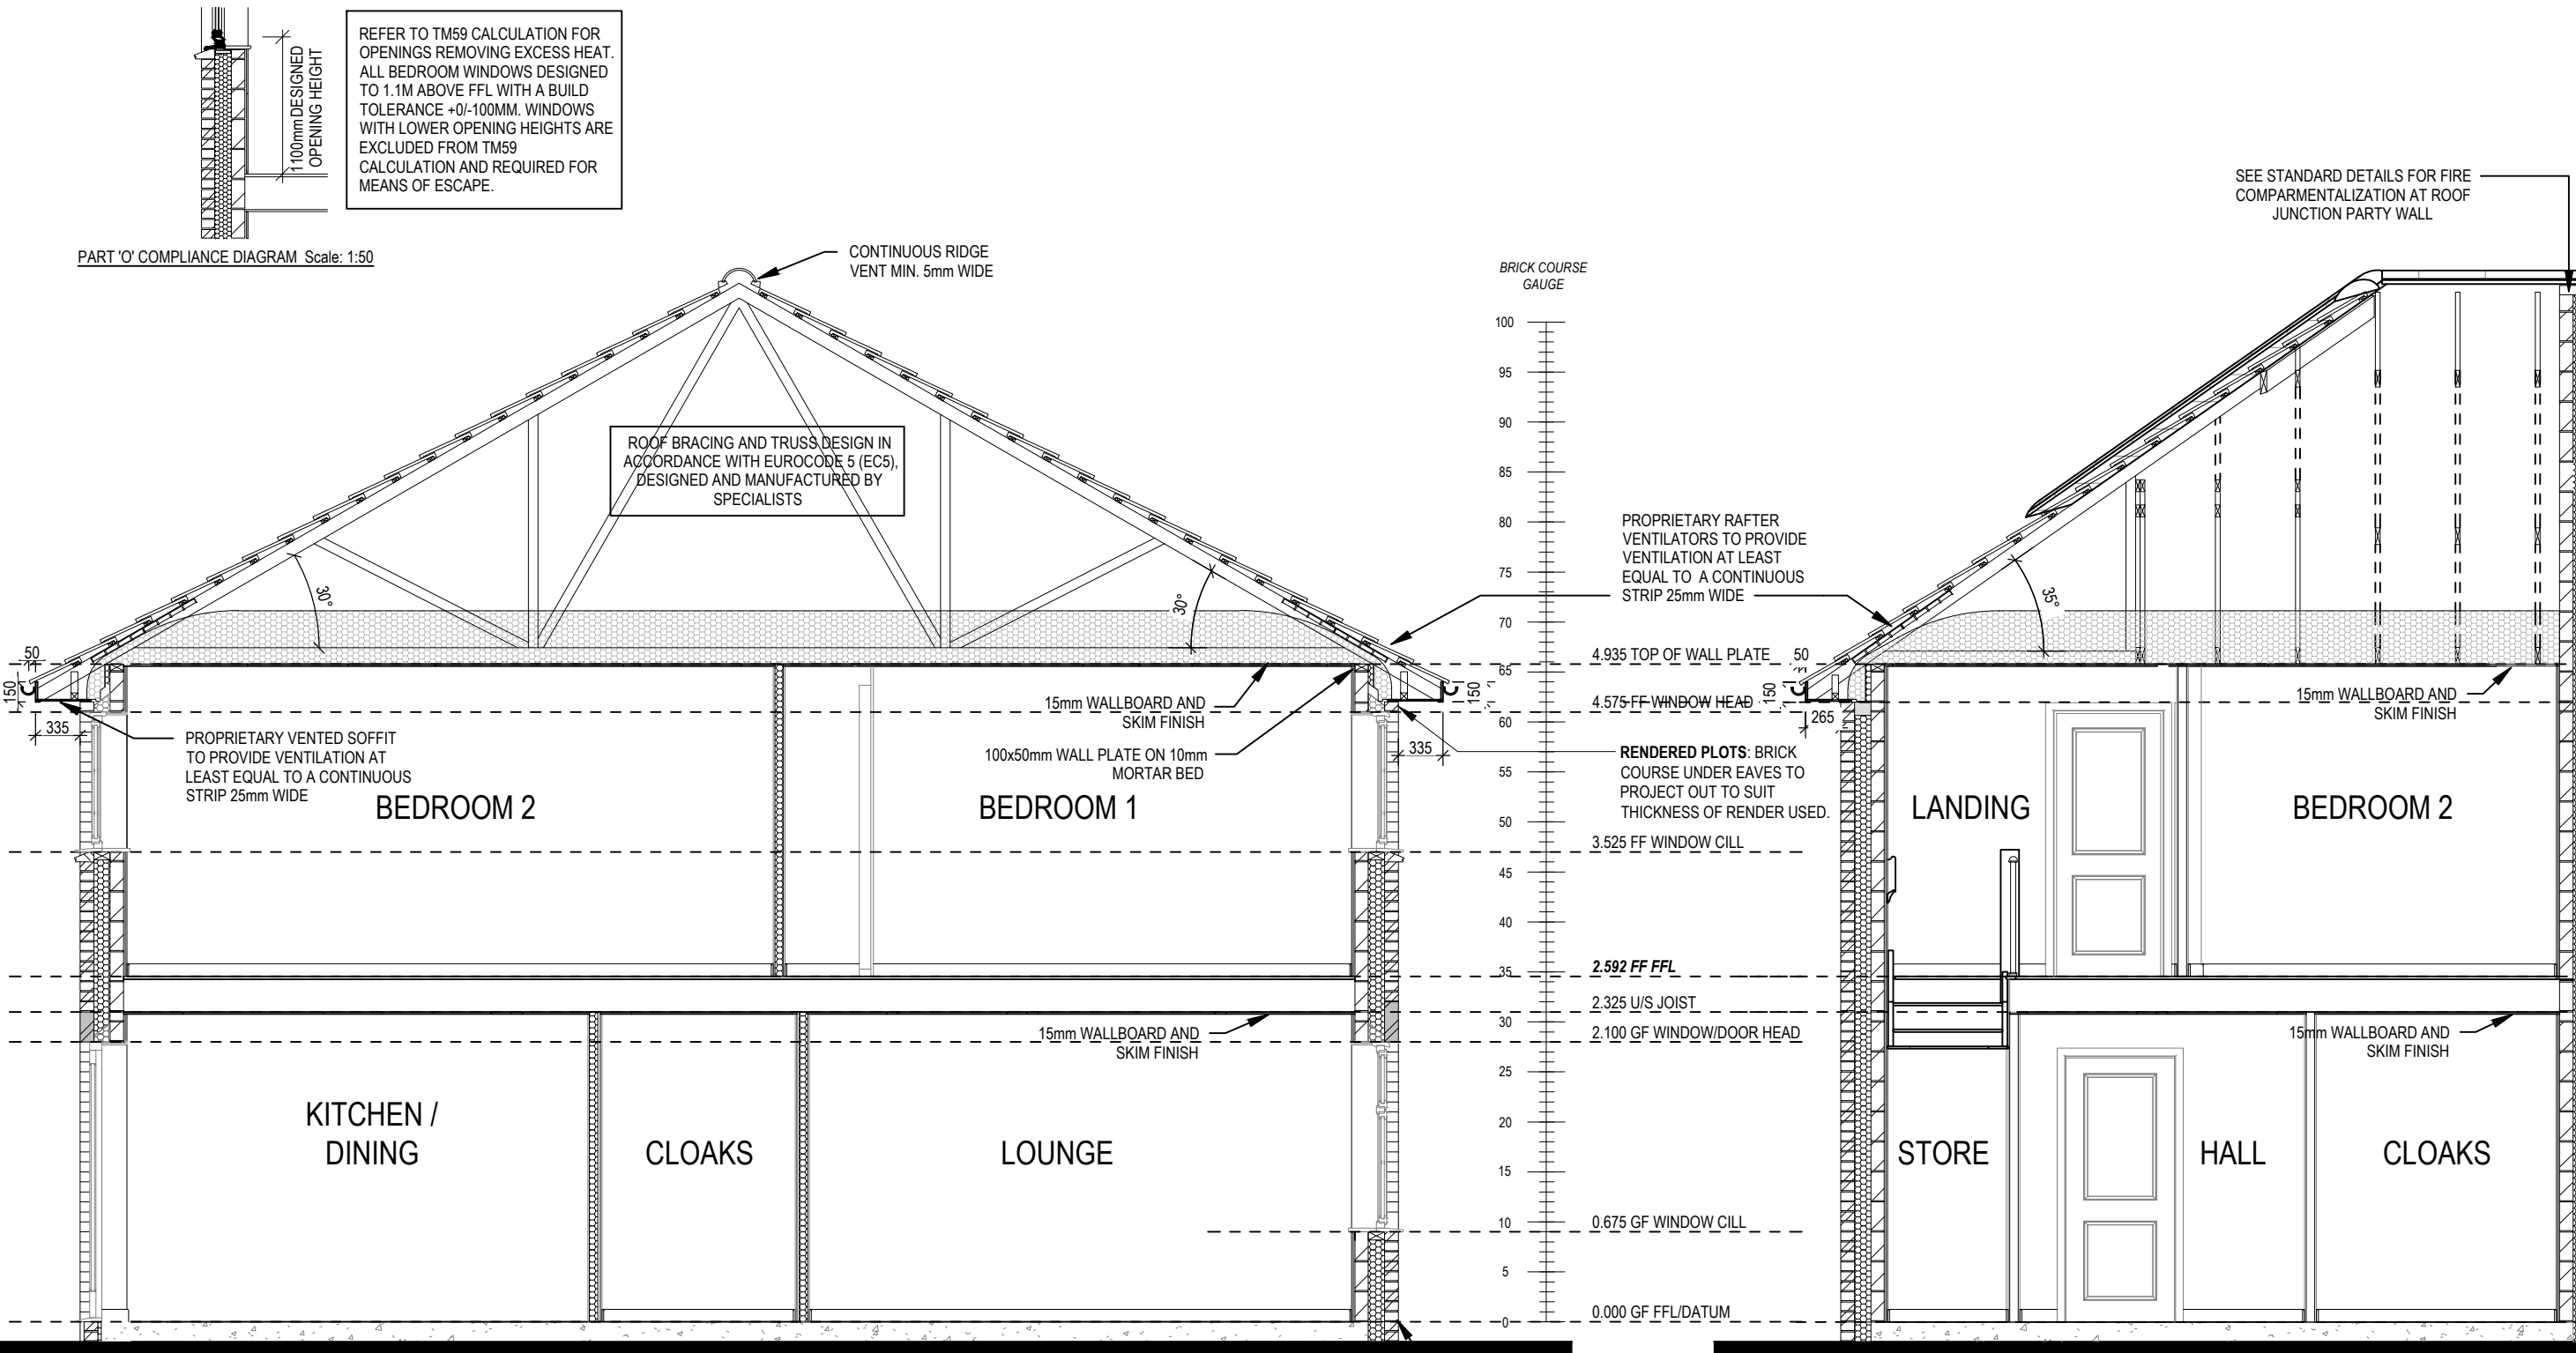 REFER TO TM59 CALCULATION FOR
OPENINGS REMOVING EXCESS HEAT.
ALL BEDROOM WINDOWS DESIGNED
TO 1.1M ABOVE FFL WITH A BUILD
TOLERANCE +0/-100MM. WINDOWS
WITH LOWER OPENING HEIGHTS ARE
EXCLUDED FROM TM59
CALCULATION AND REQUIRED FOR
MEANS OF ESCAPE.
1100mm DESIGNED
OPENING HEIGHT
PART 'O' COMPLIANCE DIAGRAM Scale: 1:50
CONTINUOUS RIDGE
VENT MIN. 5mm WIDE
ROOF BRACING AND TRUSS DESIGN IN
ACCORDANCE WITH EUROCODE 5 (EC5),
DESIGNED AND MANUFACTURED BY
SPECIALISTS
30°
30°
50
150
335
PROPRIETARY VENTED SOFFIT
TO PROVIDE VENTILATION AT
LEAST EQUAL TO A CONTINUOUS
STRIP 25mm WIDE
BEDROOM 2
15mm WALLBOARD AND
SKIM FINISH
100x50mm WALL PLATE ON 10mm
MORTAR BED
BEDROOM 1
150
335
15mm WALLBOARD AND
SKIM FINISH
KITCHEN /
DINING
CLOAKS
LOUNGE
BRICK COURSE
GAUGE
100
95
90
85
80
75
70
65
60
55
50
45
40
35
30
25
20
15
10
5
0
PROPRIETARY RAFTER
VENTILATORS TO PROVIDE
VENTILATION AT LEAST
EQUAL TO A CONTINUOUS
STRIP 25mm WIDE
4.935 TOP OF WALL PLATE
4.575 FF WINDOW HEAD
RENDERED PLOTS: BRICK
COURSE UNDER EAVES TO
PROJECT OUT TO SUIT
THICKNESS OF RENDER USED.
3.525 FF WINDOW CILL
2.592 FF FFL
2.325 U/S JOIST
2.100 GF WINDOW/DOOR HEAD
0.675 GF WINDOW CILL
0.000 GF FFL/DATUM
SEE STANDARD DETAILS FOR FIRE
COMPARMENTALIZATION AT ROOF
JUNCTION PARTY WALL
35°
50
150
265
15mm WALLBOARD AND
SKIM FINISH
LANDING
BEDROOM 2
15mm WALLBOARD AND
SKIM FINISH
STORE
HALL
CLOAKS